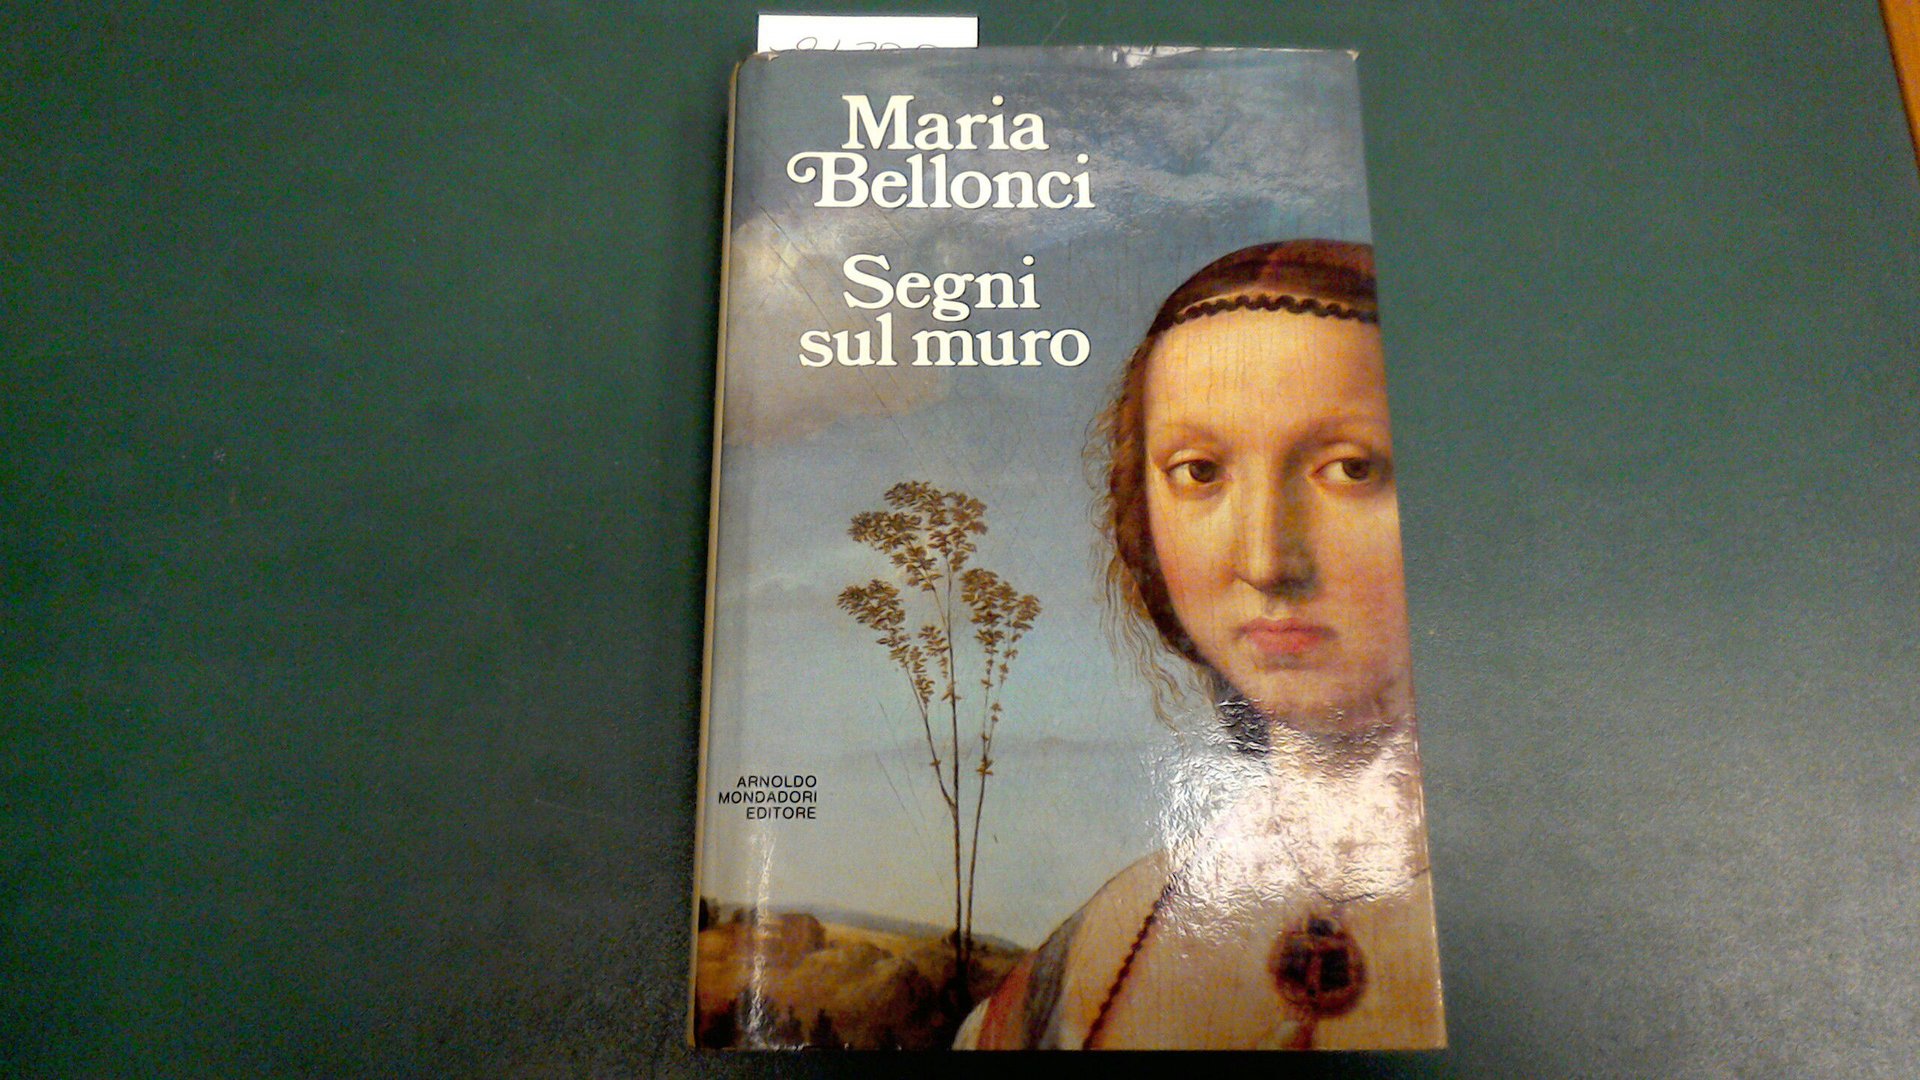 Maria
Bellonci
Segni
sul muro
ARNOLDO
MONDADORI
EDITORE